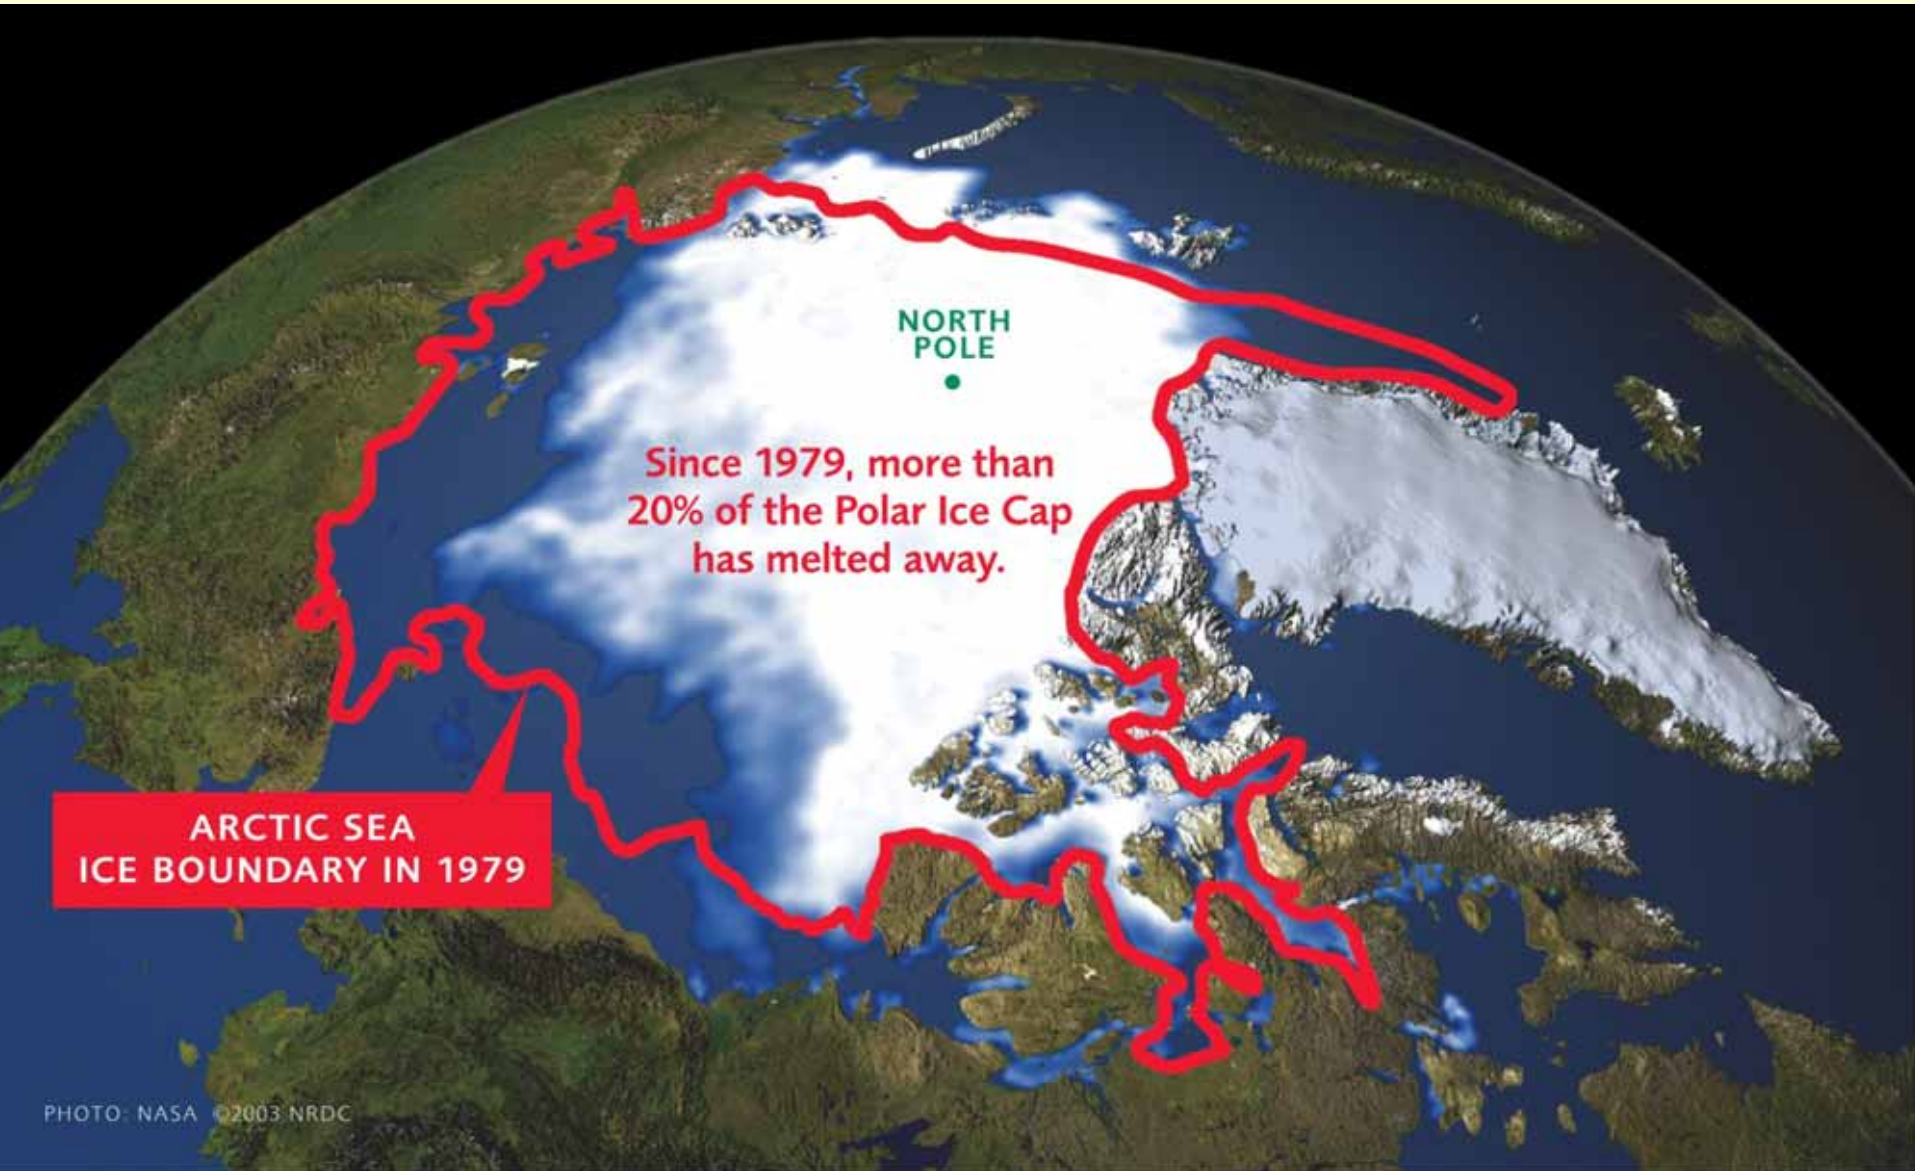 NORTH
POLE
Since 1979, more than
20% of the Polar Ice Cap
has melted away.
ARCTIC SEA
ICE BOUNDARY IN 1979
PHOTO: NASA ©2003 NRDC